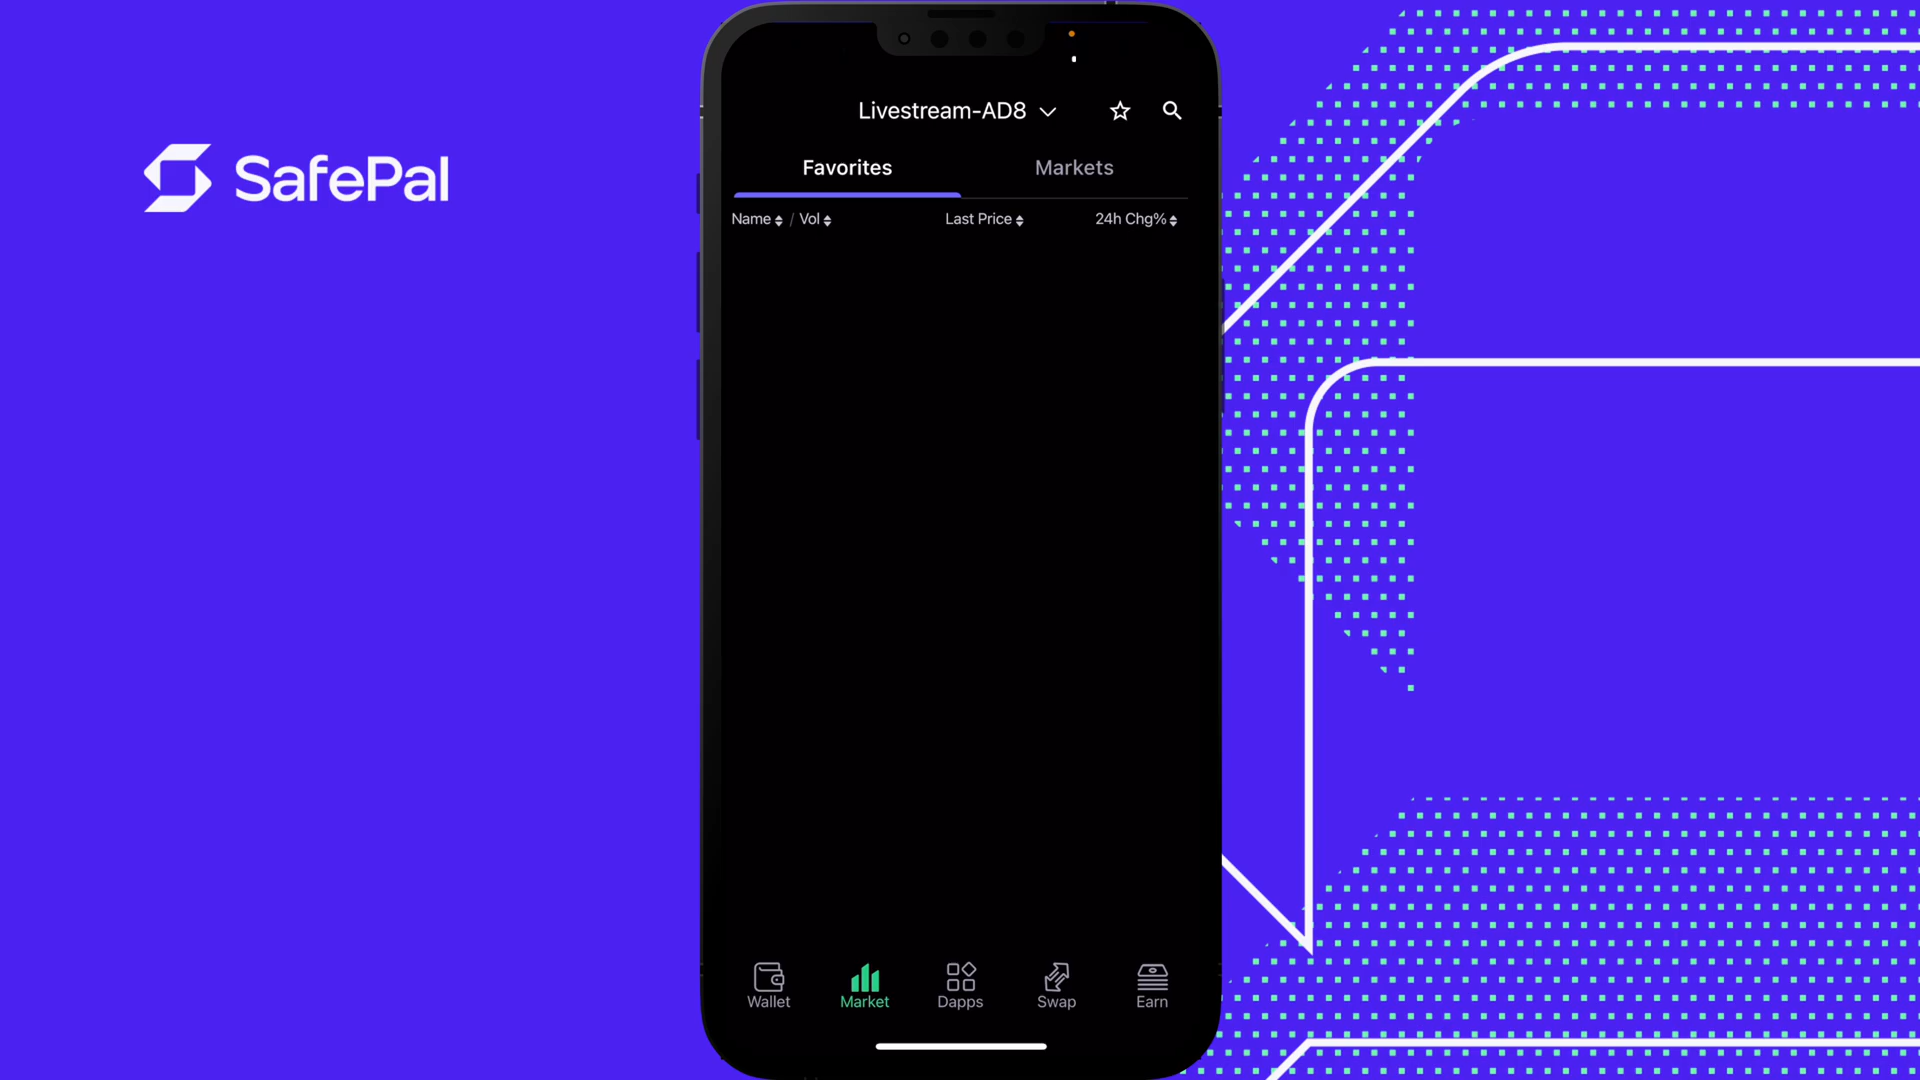 SafePal
Livestream-AD8
Favorites Markets
Name / Vol Last Price 24h Chg%
Wallet Market Dapps Swap Earn